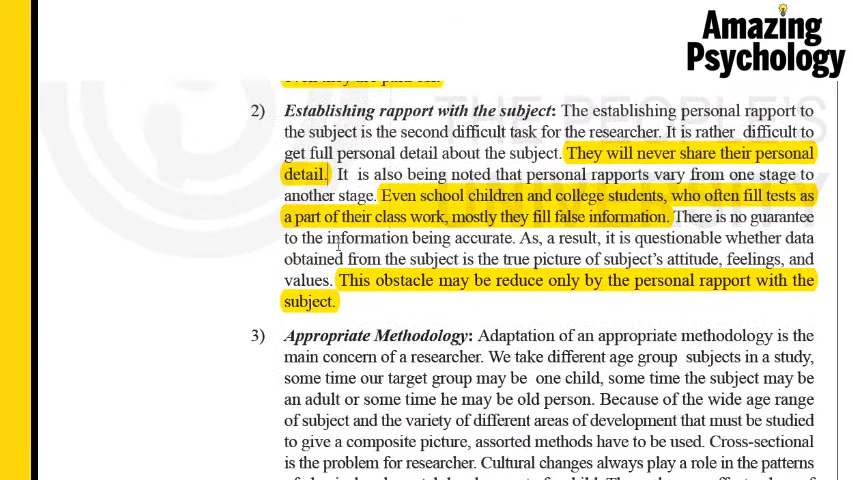 Amazing
Psychology
even they are paid on.
2) Establishing rapport with the subject: The establishing personal rapport to
the subject is the second difficult task for the researcher. It is rather difficult to
get full personal detail about the subject. They will never share their personal
detail. It is also being noted that personal rapports vary from one stage to
another stage. Even school children and college students, who often fill tests as
a part of their class work, mostly they fill false information. There is no guarantee
to the information being accurate. As, a result, it is questionable whether data
obtained from the subject is the true picture of subject's attitude, feelings, and
values. This obstacle may be reduce only by the personal rapport with the
subject.
3) Appropriate Methodology: Adaptation of an appropriate methodology is the
main concern of a researcher. We take different age group subjects in a study,
some time our target group may be one child, some time the subject may be
an adult or some time he may be old person. Because of the wide age range
of subject and the variety of different areas of development that must be studied
to give a composite picture, assorted methods have to be used. Cross-sectional
is the problem for researcher. Cultural changes always play a role in the patterns
THE PEOPLE'S
UNIVERSITY